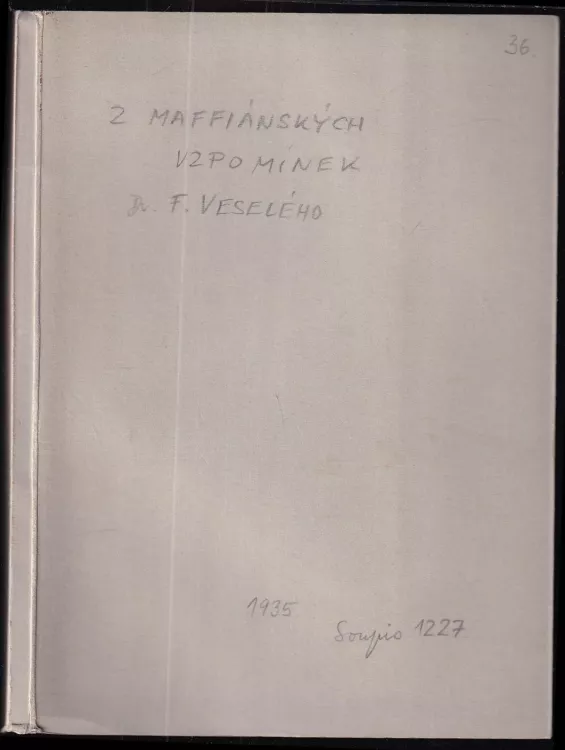 36
Z MAFFIÁNSKÝCH
VZPOMÍNEK
Dr. F. VESELÉHO
1935
Soupis 1227